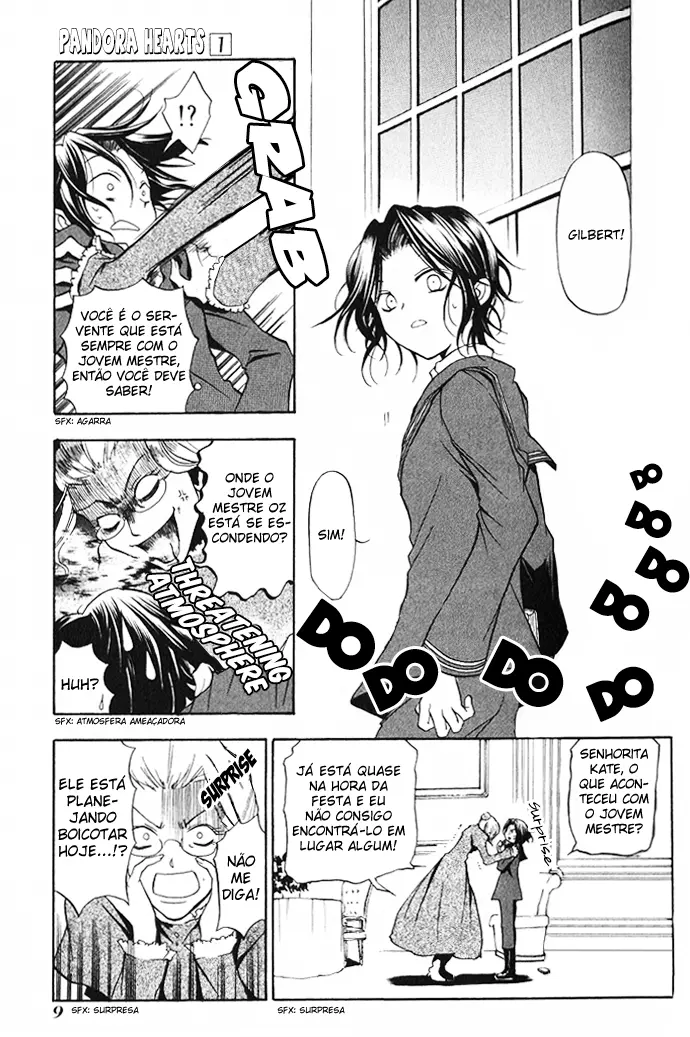 PANDORA HEARTS 1
GILBERT!
SIM!
DO
DO
DO
DO
DO
DO
DO
DO
DO
!?
GRAB
VOCÊ É O SER-
VENTE QUE ESTÁ
SEMPRE COM O
JOVEM MESTRE,
ENTÃO VOCÊ DEVE
SABER!
SFX: AGARRA
ONDE O
JOVEM
MESTRE OZ
ESTÁ SE ES-
CONDENDO?
THREATENING
ATMOSPHERE
HUH?
SFX: ATMOSFERA AMEAÇADORA
SENHORITA
KATE, O
QUE ACON-
TECEU COM
O JOVEM
MESTRE?
Surprise!
JÁ ESTÁ QUASE
NA HORA DA
FESTA E EU
NÃO CONSIGO
ENCONTRÁ-LO EM
LUGAR ALGUM!
SFX: SURPRESA
SURPRISE
ELE ESTÁ
PLANE-
JANDO
BOICOTAR
HOJE...!?
NÃO
ME
DIGA!
9
SFX: SURPRESA